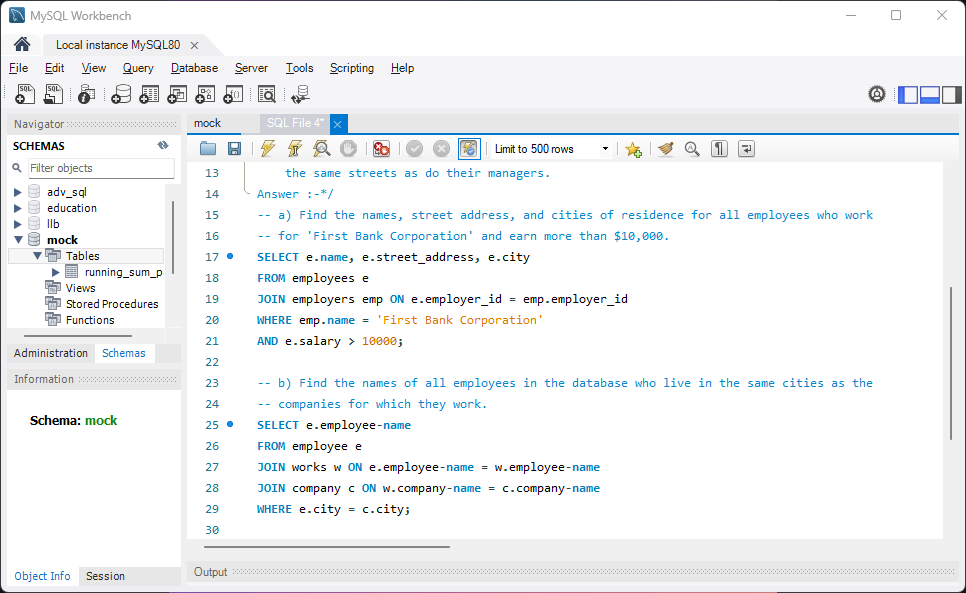 MySQL Workbench
Local instance MySQL80
File Edit View Query Database Server Tools Scripting Help
Navigator
SCHEMAS
Filter objects
adv_sql
education
llb
mock
Tables
running_sum_p
Views
Stored Procedures
Functions
Administration Schemas
Information
Schema: mock
Object Info Session
mock SQL File 4*
Limit to 500 rows
13 the same streets as do their managers.
14 Answer :-*/
15 -- a) Find the names, street address, and cities of residence for all employees who work
16 -- for 'First Bank Corporation' and earn more than $10,000.
17 SELECT e.name, e.street_address, e.city
18 FROM employees e
19 JOIN employers emp ON e.employer_id = emp.employer_id
20 WHERE emp.name = 'First Bank Corporation'
21 AND e.salary > 10000;
22
23 -- b) Find the names of all employees in the database who live in the same cities as the
24 -- companies for which they work.
25 SELECT e.employee-name
26 FROM employee e
27 JOIN works w ON e.employee-name = w.employee-name
28 JOIN company c ON w.company-name = c.company-name
29 WHERE e.city = c.city;
30
Output